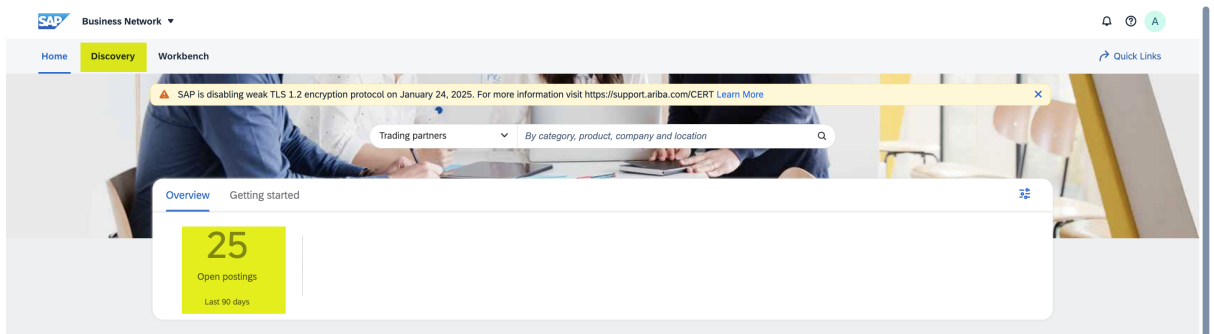 SAP Business Network
A
Home Discovery Workbench Quick Links
SAP is disabling weak TLS 1.2 encryption protocol on January 24, 2025. For more information visit https://support.ariba.com/CERT Learn More
Trading partners By category, product, company and location
Overview Getting started
25
Open postings
Last 90 days